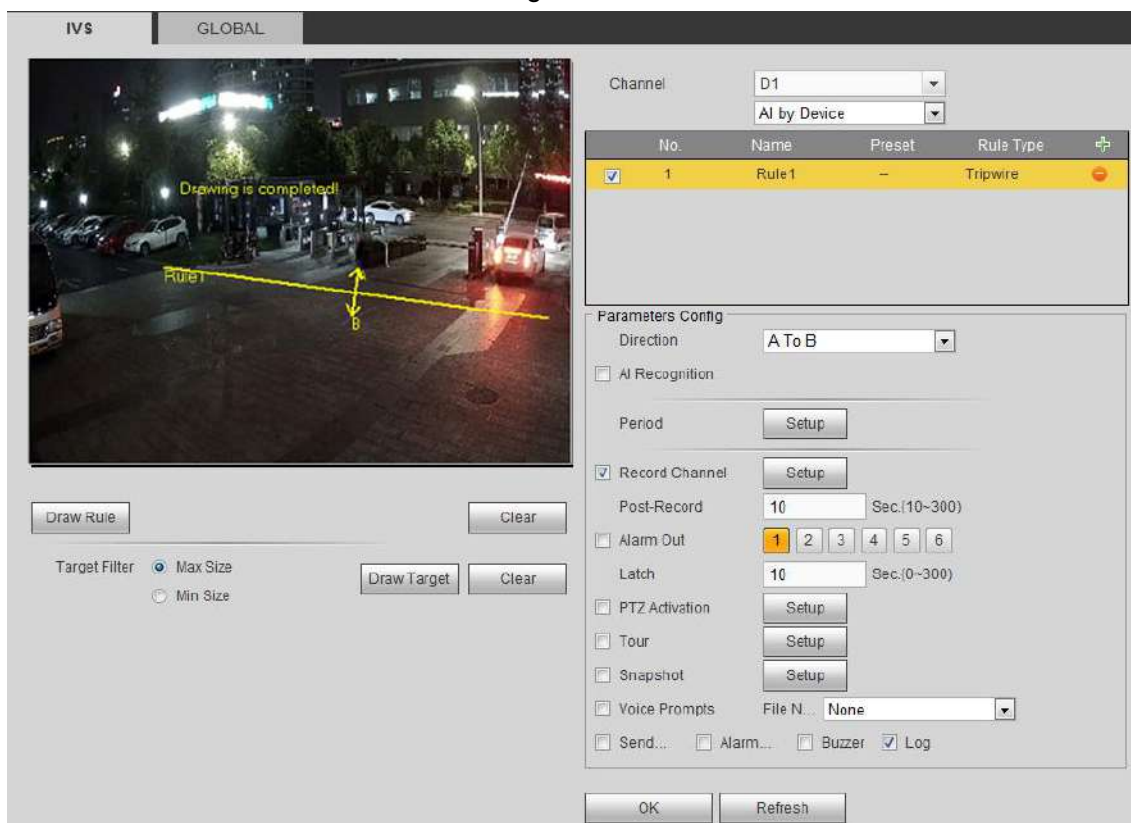 IVS GLOBAL
Drawing is completed!
Rule1
A
B
Draw Rule Clear
Target Filter Max Size Draw Target Clear
Min Size
Channel D1
AI by Device
No. Name Preset Rule Type
1 Rule1 -- Tripwire
Parameters Config
Direction A To B
AI Recognition
Period Setup
Record Channel Setup
Post-Record 10 Sec.(10~300)
Alarm Out 1 2 3 4 5 6
Latch 10 Sec.(0~300)
PTZ Activation Setup
Tour Setup
Snapshot Setup
Voice Prompts File N... None
Send... Alarm... Buzzer Log
OK Refresh